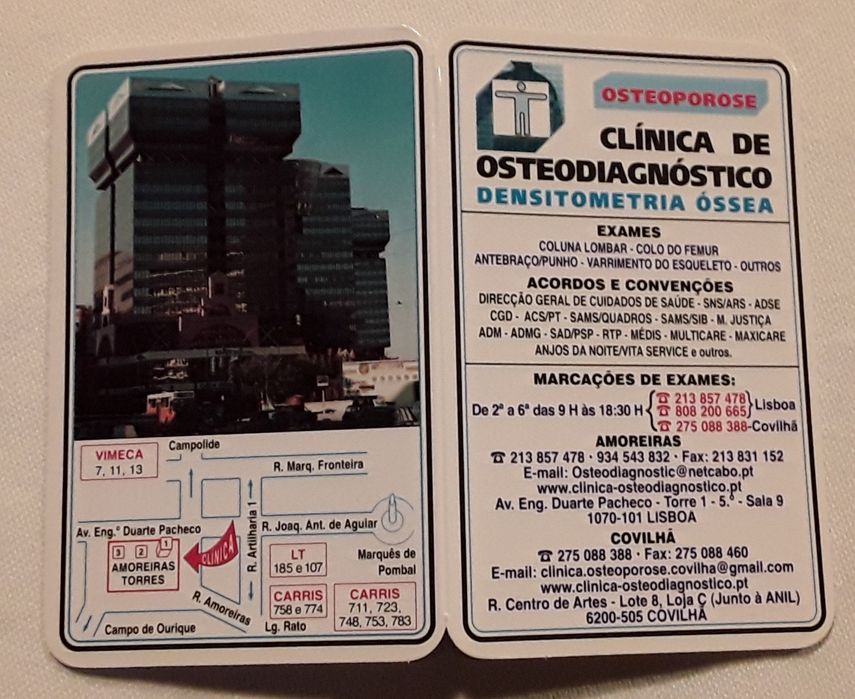 VIMECA
7, 11, 13
Campolide
R. Marq. Fronteira
Av. Eng.º Duarte Pacheco
R. Artilharia 1
R. Joaq. Ant. de Aguiar
3 2 1
AMOREIRAS
TORRES
CLÍNICA
LT
185 e 107
Marquês de
Pombal
R. Amoreiras
CARRIS
758 e 774
CARRIS
711, 723,
748, 753, 783
Campo de Ourique
Lg. Rato
OSTEOPOROSE
CLÍNICA DE
OSTEODIAGNÓSTICO
DENSITOMETRIA ÓSSEA
EXAMES
COLUNA LOMBAR - COLO DO FEMUR
ANTEBRAÇO/PUNHO - VARRIMENTO DO ESQUELETO - OUTROS
ACORDOS E CONVENÇÕES
DIRECÇÃO GERAL DE CUIDADOS DE SAÚDE - SNS/ARS - ADSE
CGD - ACS/PT - SAMS/QUADROS - SAMS/SIB - M. JUSTIÇA
ADM - ADMG - SAD/PSP - RTP - MÉDIS - MULTICARE - MAXICARE
ANJOS DA NOITE/VITA SERVICE e outros.
MARCAÇÕES DE EXAMES:
De 2ª a 6ª das 9 H às 18:30 H
☎ 213 857 478
☎ 808 200 665
Lisboa
☎ 275 088 388-Covilhã
AMOREIRAS
☎ 213 857 478 · 934 543 832 · Fax: 213 831 152
E-mail: Osteodiagnostic@netcabo.pt
www.clinica-osteodiagnostico.pt
Av. Eng. Duarte Pacheco - Torre 1 - 5.º - Sala 9
1070-101 LISBOA
COVILHÃ
☎ 275 088 388 · Fax: 275 088 460
E-mail: clinica.osteoporose.covilha@gmail.com
www.clinica-osteodiagnostico.pt
R. Centro de Artes - Lote 8, Loja Ç (Junto à ANIL)
6200-505 COVILHÃ